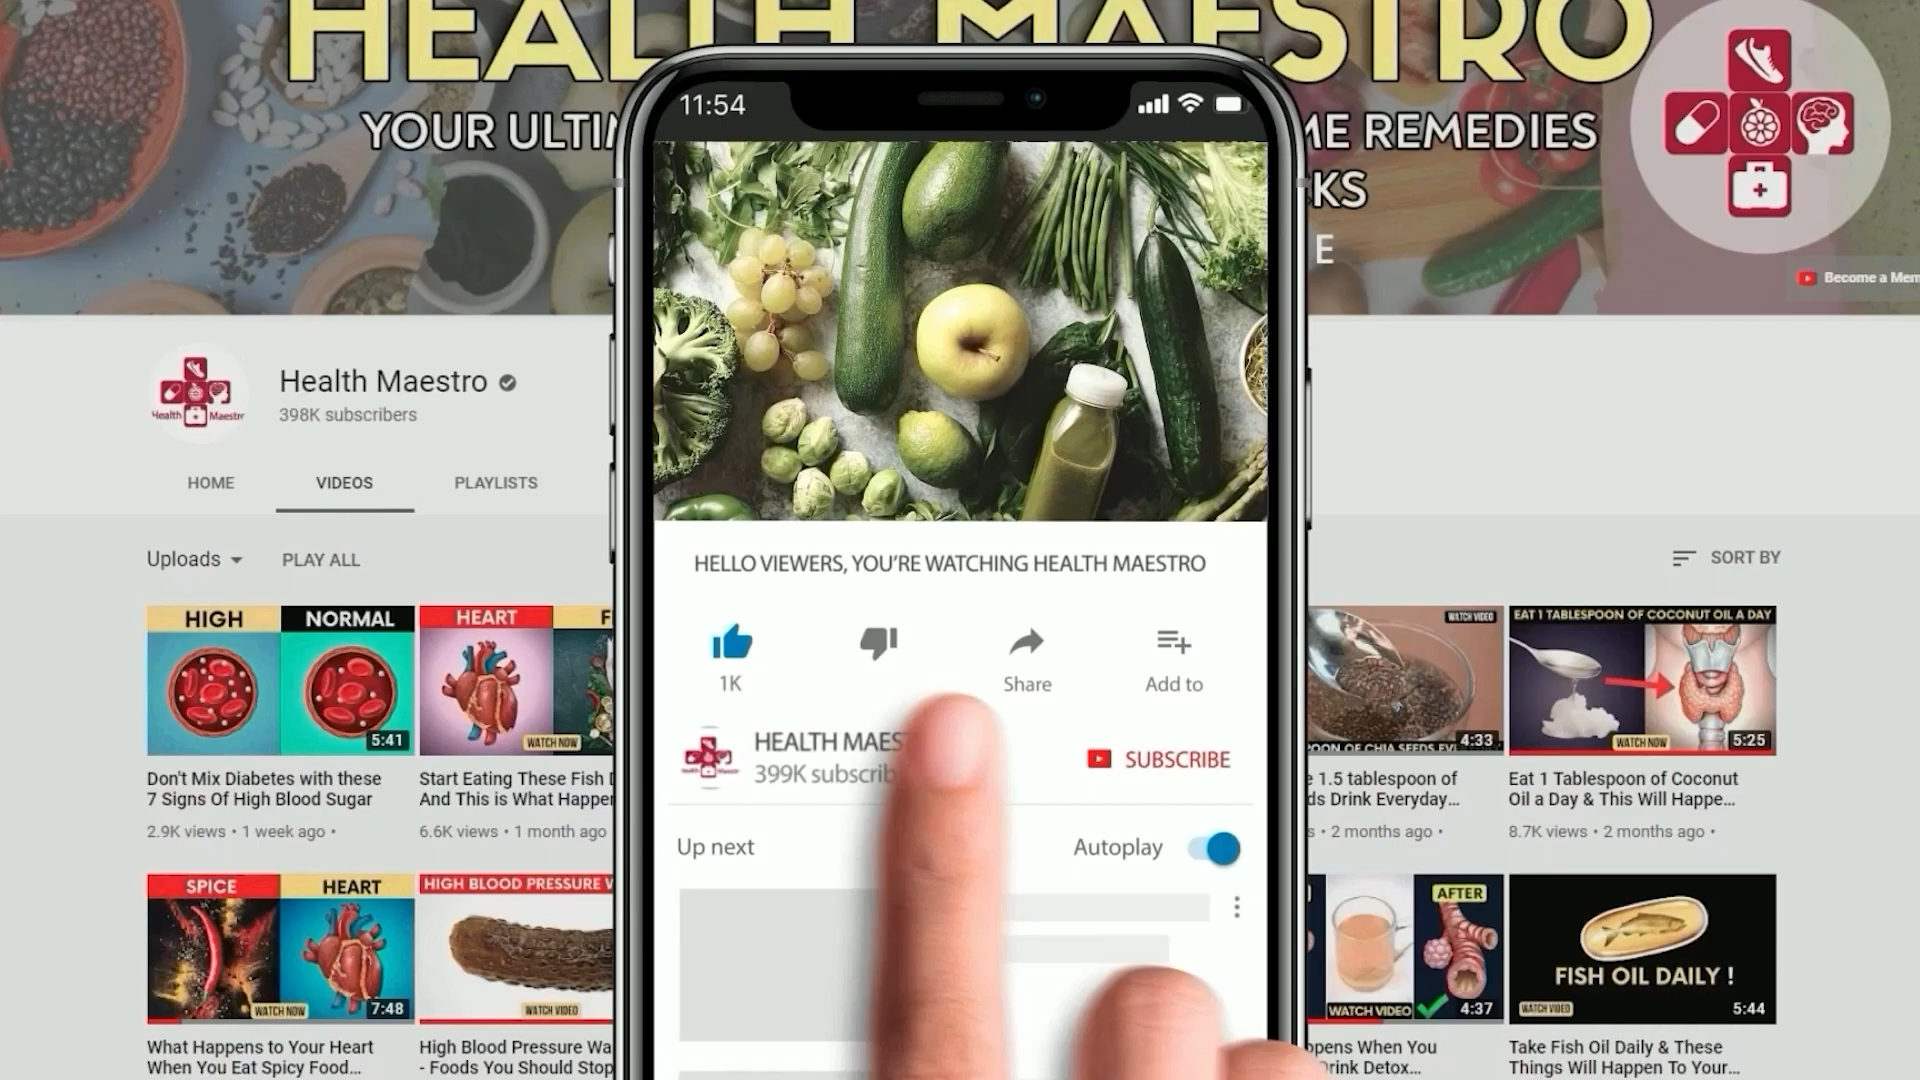 HEALTH MAESTRO
YOUR ULTI
ME REMEDIES
KS
E
Become a Mem
11:54
Health Maestro
398K subscribers
HOME
VIDEOS
PLAYLISTS
Uploads
PLAY ALL
SORT BY
HELLO VIEWERS, YOU'RE WATCHING HEALTH MAESTRO
1K
Share
Add to
HEALTH MAES
399K subscrib
SUBSCRIBE
Up next
Autoplay
HIGH
NORMAL
5:41
Don't Mix Diabetes with these
7 Signs Of High Blood Sugar
2.9K views • 1 week ago •
HEART
F
WATCH NOW
Start Eating These Fish
And This is What Happer
6.6K views • 1 month ago
WATCH VIDEO
POON OF CHIA SEEDS EV
4:33
e 1.5 tablespoon of
ds Drink Everyday...
s • 2 months ago •
EAT 1 TABLESPOON OF COCONUT OIL A DAY
WATCH NOW
5:25
Eat 1 Tablespoon of Coconut
Oil a Day & This Will Happe...
8.7K views • 2 months ago •
SPICE
HEART
WATCH NOW
7:48
What Happens to Your Heart
When You Eat Spicy Food...
HIGH BLOOD PRESSURE W
WATCH VIDEO
High Blood Pressure Wa
- Foods You Should Stop
AFTER
WATCH VIDEO
4:37
ppens When You
Drink Detox...
FISH OIL DAILY !
WATCH VIDEO
5:44
Take Fish Oil Daily & These
Things Will Happen To Your...